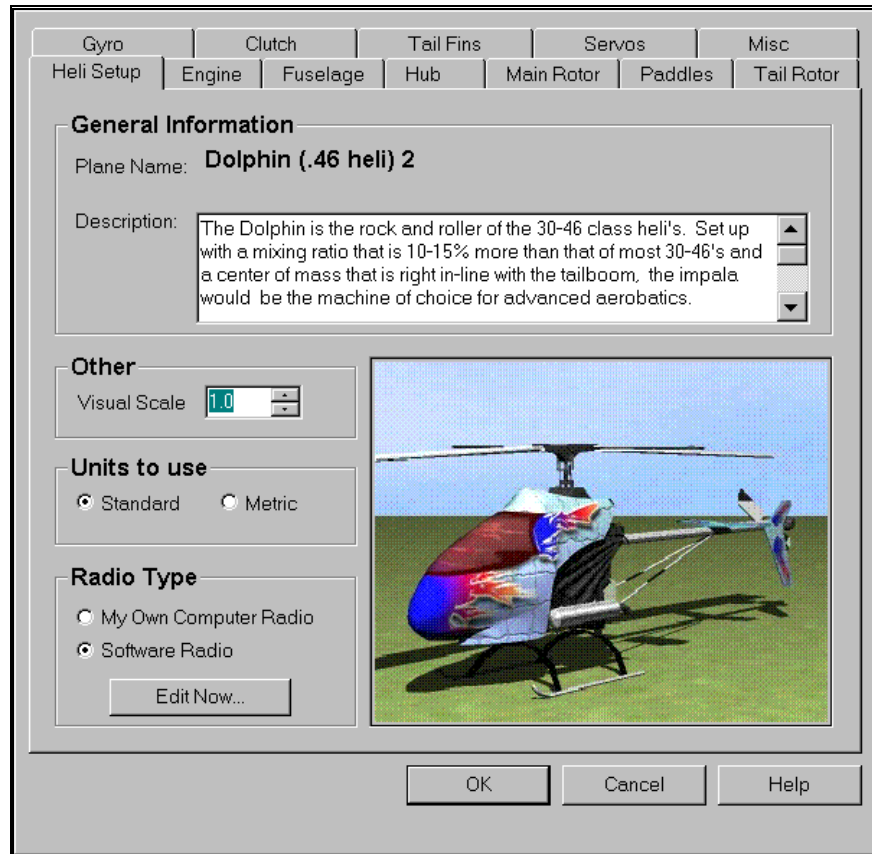 Gyro Clutch Tail Fins Servos Misc
Heli Setup Engine Fuselage Hub Main Rotor Paddles Tail Rotor
General Information
Plane Name: Dolphin (.46 heli) 2
Description:
The Dolphin is the rock and roller of the 30-46 class heli's. Set up
with a mixing ratio that is 10-15% more than that of most 30-46's and
a center of mass that is right in-line with the tailboom, the impala
would be the machine of choice for advanced aerobatics.
Other
Visual Scale 1.0
Units to use
Standard Metric
Radio Type
My Own Computer Radio
Software Radio
Edit Now...
OK Cancel Help